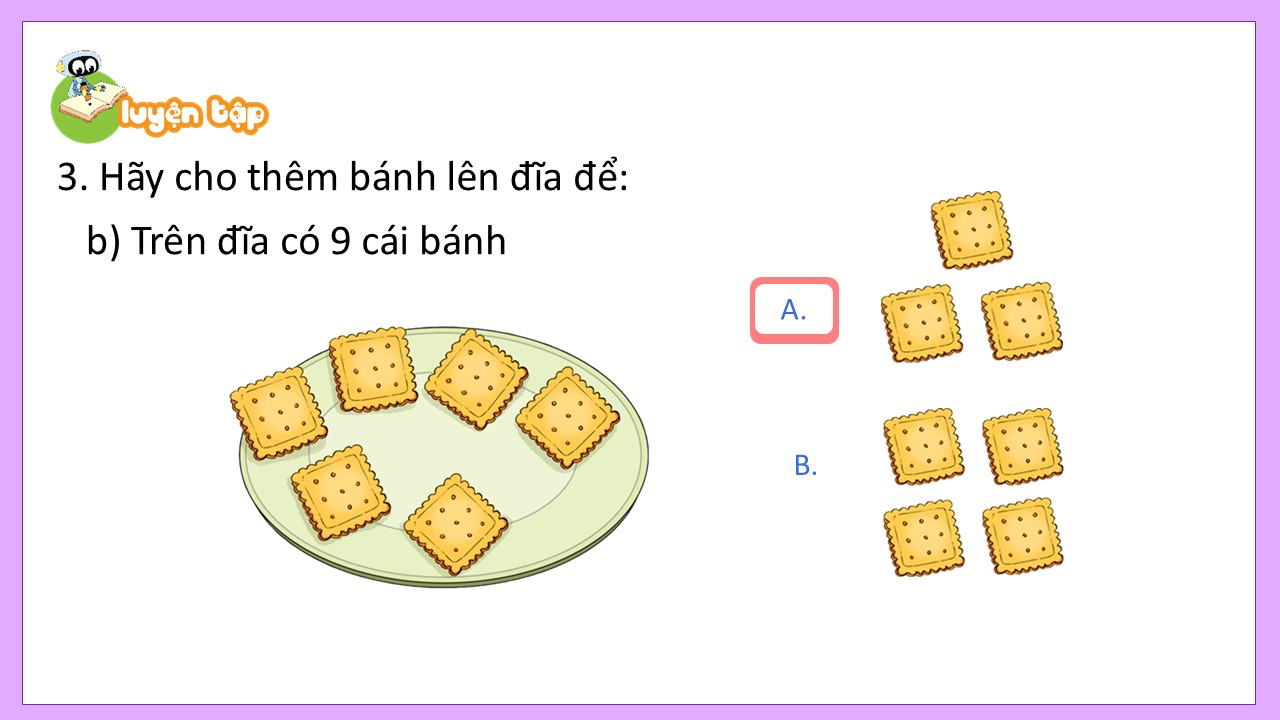 luyện tập
3. Hãy cho thêm bánh lên đĩa để:
b) Trên đĩa có 9 cái bánh
A.
B.